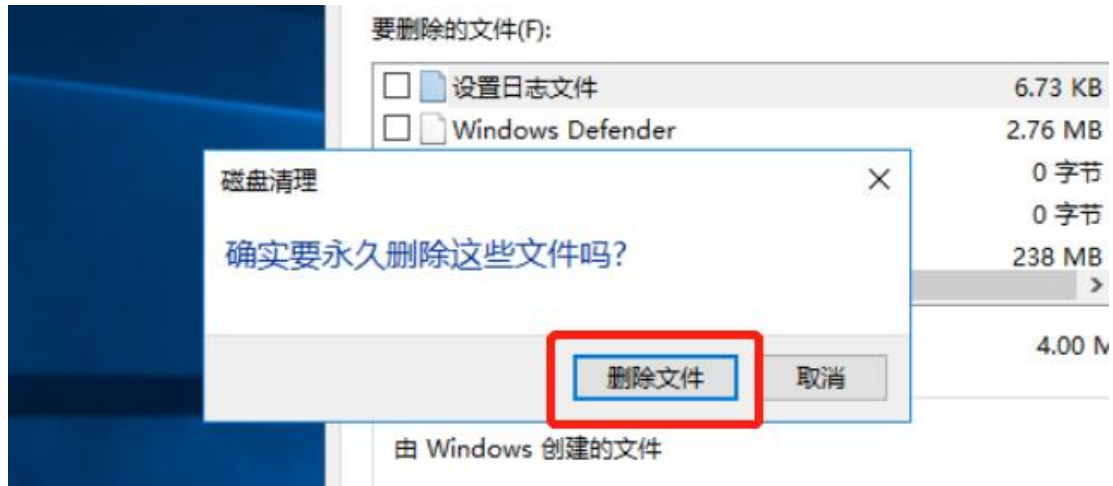 要删除的文件(F):
设置日志文件 6.73 KB
Windows Defender 2.76 MB
0 字节
0 字节
238 MB
磁盘清理
确实要永久删除这些文件吗?
4.00 M
删除文件 取消
由 Windows 创建的文件